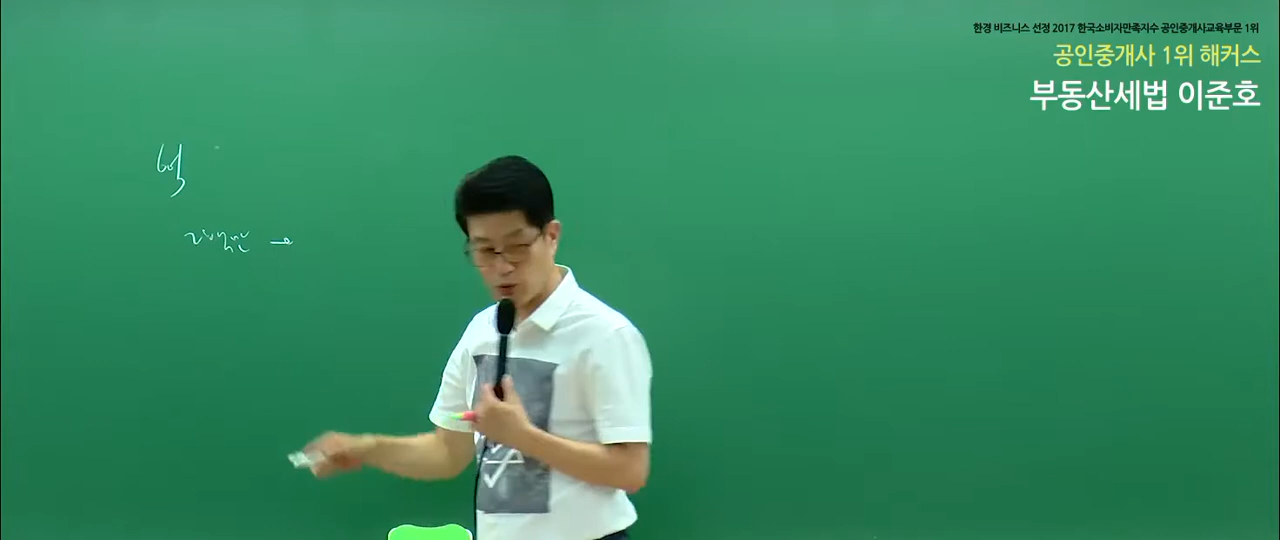 한경 비즈니스 선정 2017 한국소비자만족지수 공인중개사교육부문 1위
공인중개사 1위 해커스
부동산세법 이준호